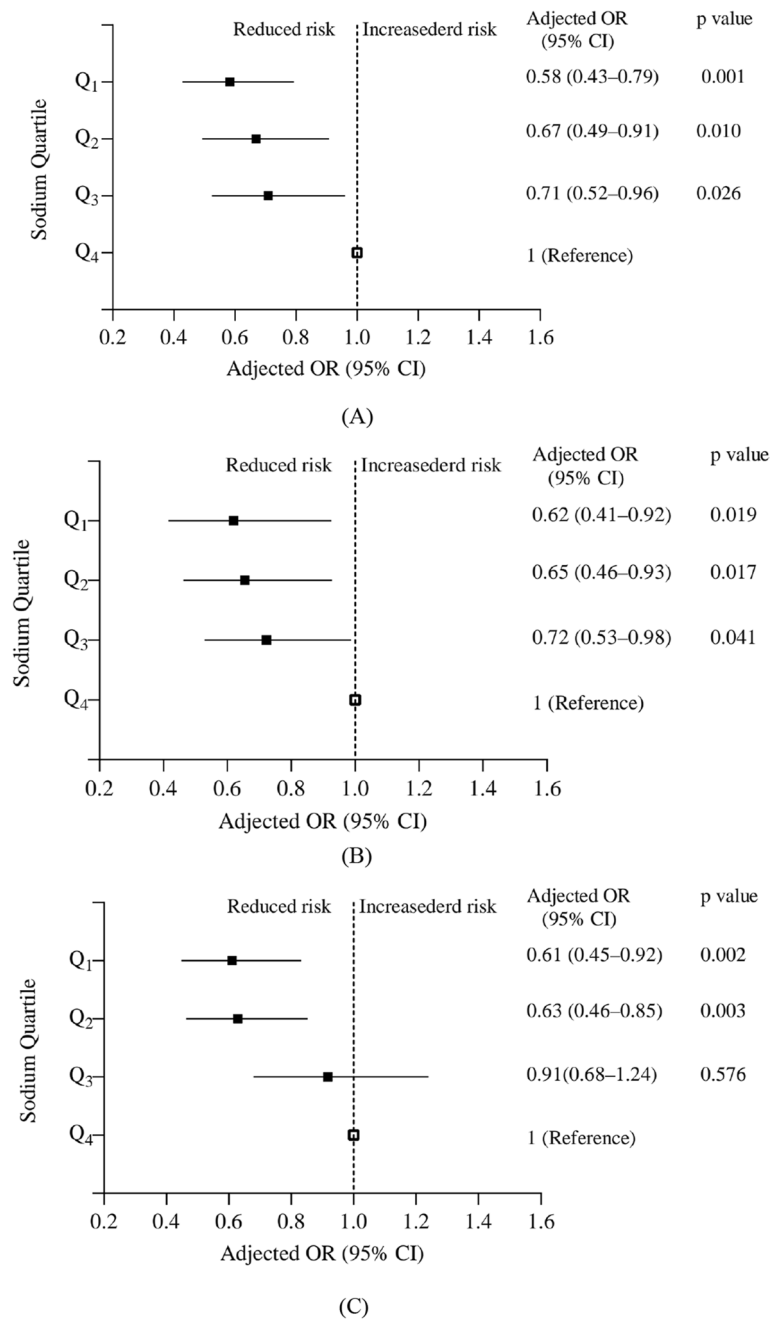 Reduced risk Increasederd risk Adjected OR p value
(95% CI)
Q1 0.58 (0.43–0.79) 0.001
Q2 0.67 (0.49–0.91) 0.010
Q3 0.71 (0.52–0.96) 0.026
Q4 1 (Reference)
Sodium Quartile
0.2 0.4 0.6 0.8 1.0 1.2 1.4 1.6
Adjected OR (95% CI)
(A)
Reduced risk Increasederd risk Adjected OR p value
(95% CI)
Q1 0.62 (0.41–0.92) 0.019
Q2 0.65 (0.46–0.93) 0.017
Q3 0.72 (0.53–0.98) 0.041
Q4 1 (Reference)
Sodium Quartile
0.2 0.4 0.6 0.8 1.0 1.2 1.4 1.6
Adjected OR (95% CI)
(B)
Reduced risk Increasederd risk Adjected OR p value
(95% CI)
Q1 0.61 (0.45–0.92) 0.002
Q2 0.63 (0.46–0.85) 0.003
Q3 0.91(0.68–1.24) 0.576
Q4 1 (Reference)
Sodium Quartile
0.2 0.4 0.6 0.8 1.0 1.2 1.4 1.6
Adjected OR (95% CI)
(C)